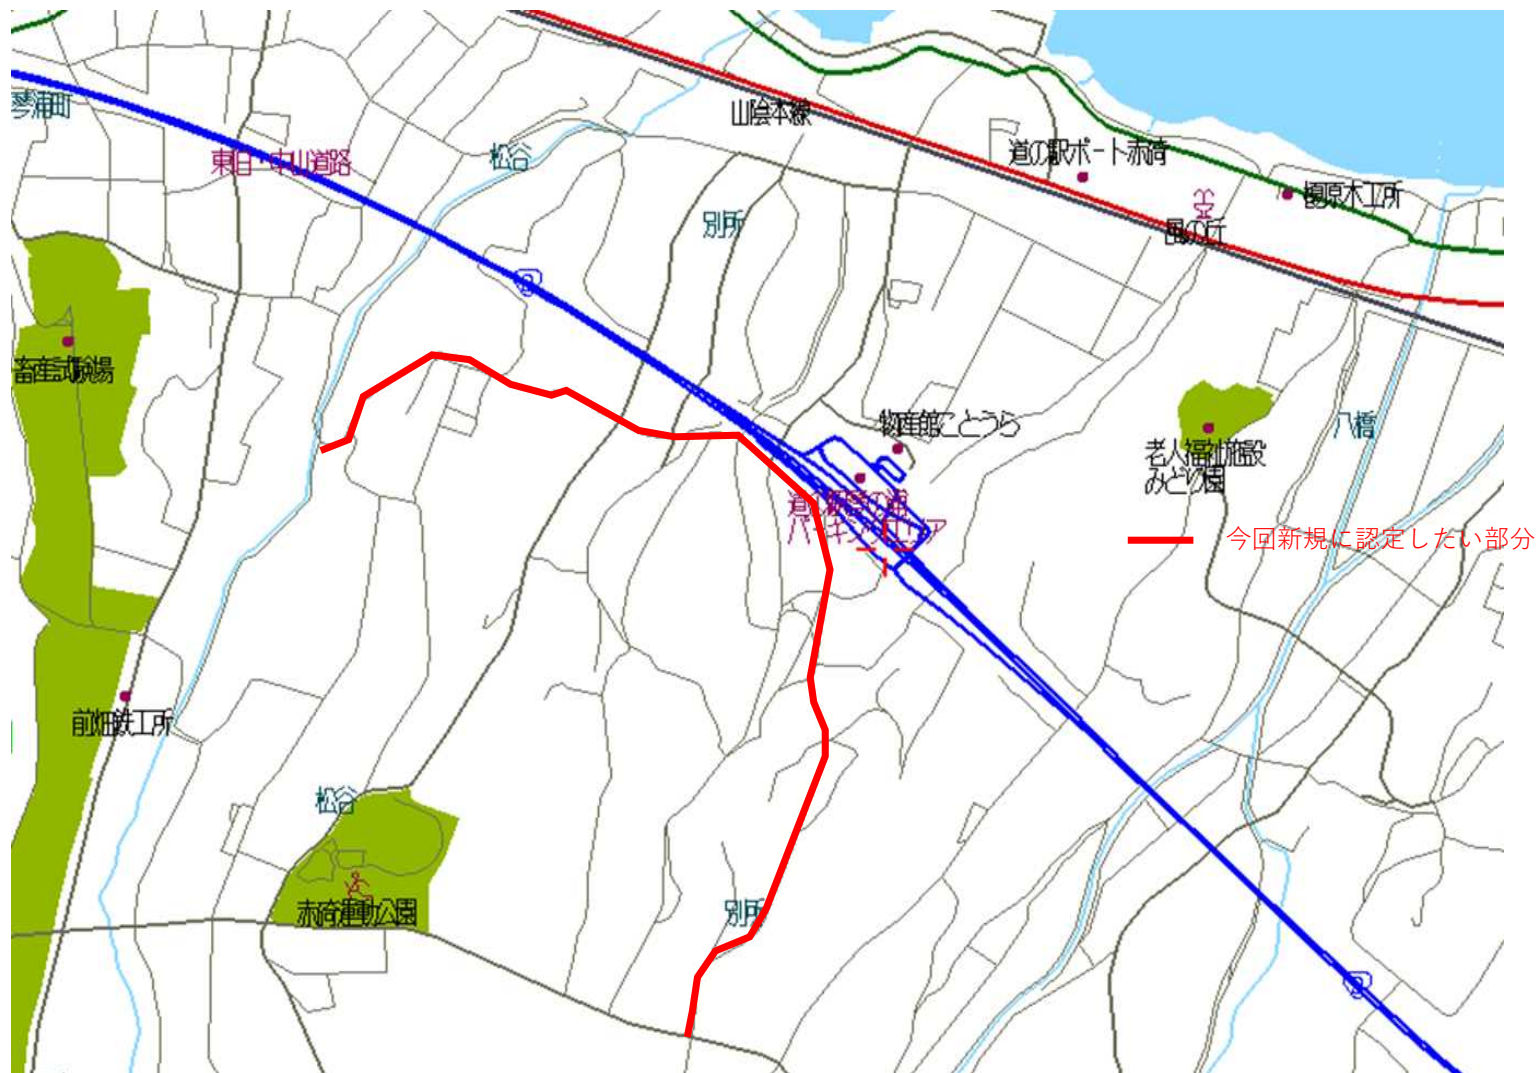 琴浦町
東伯・中山道路
松谷
山陰本線
道の駅ポート赤碕
榎原木工所
風の丘
別所
畜産試験場
物産館ことうら
老人福祉施設
みどり園
八橋
道の駅琴の浦
パーキングエリア
今回新規に認定したい部分
前畑鉄工所
松谷
赤碕運動公園
別所